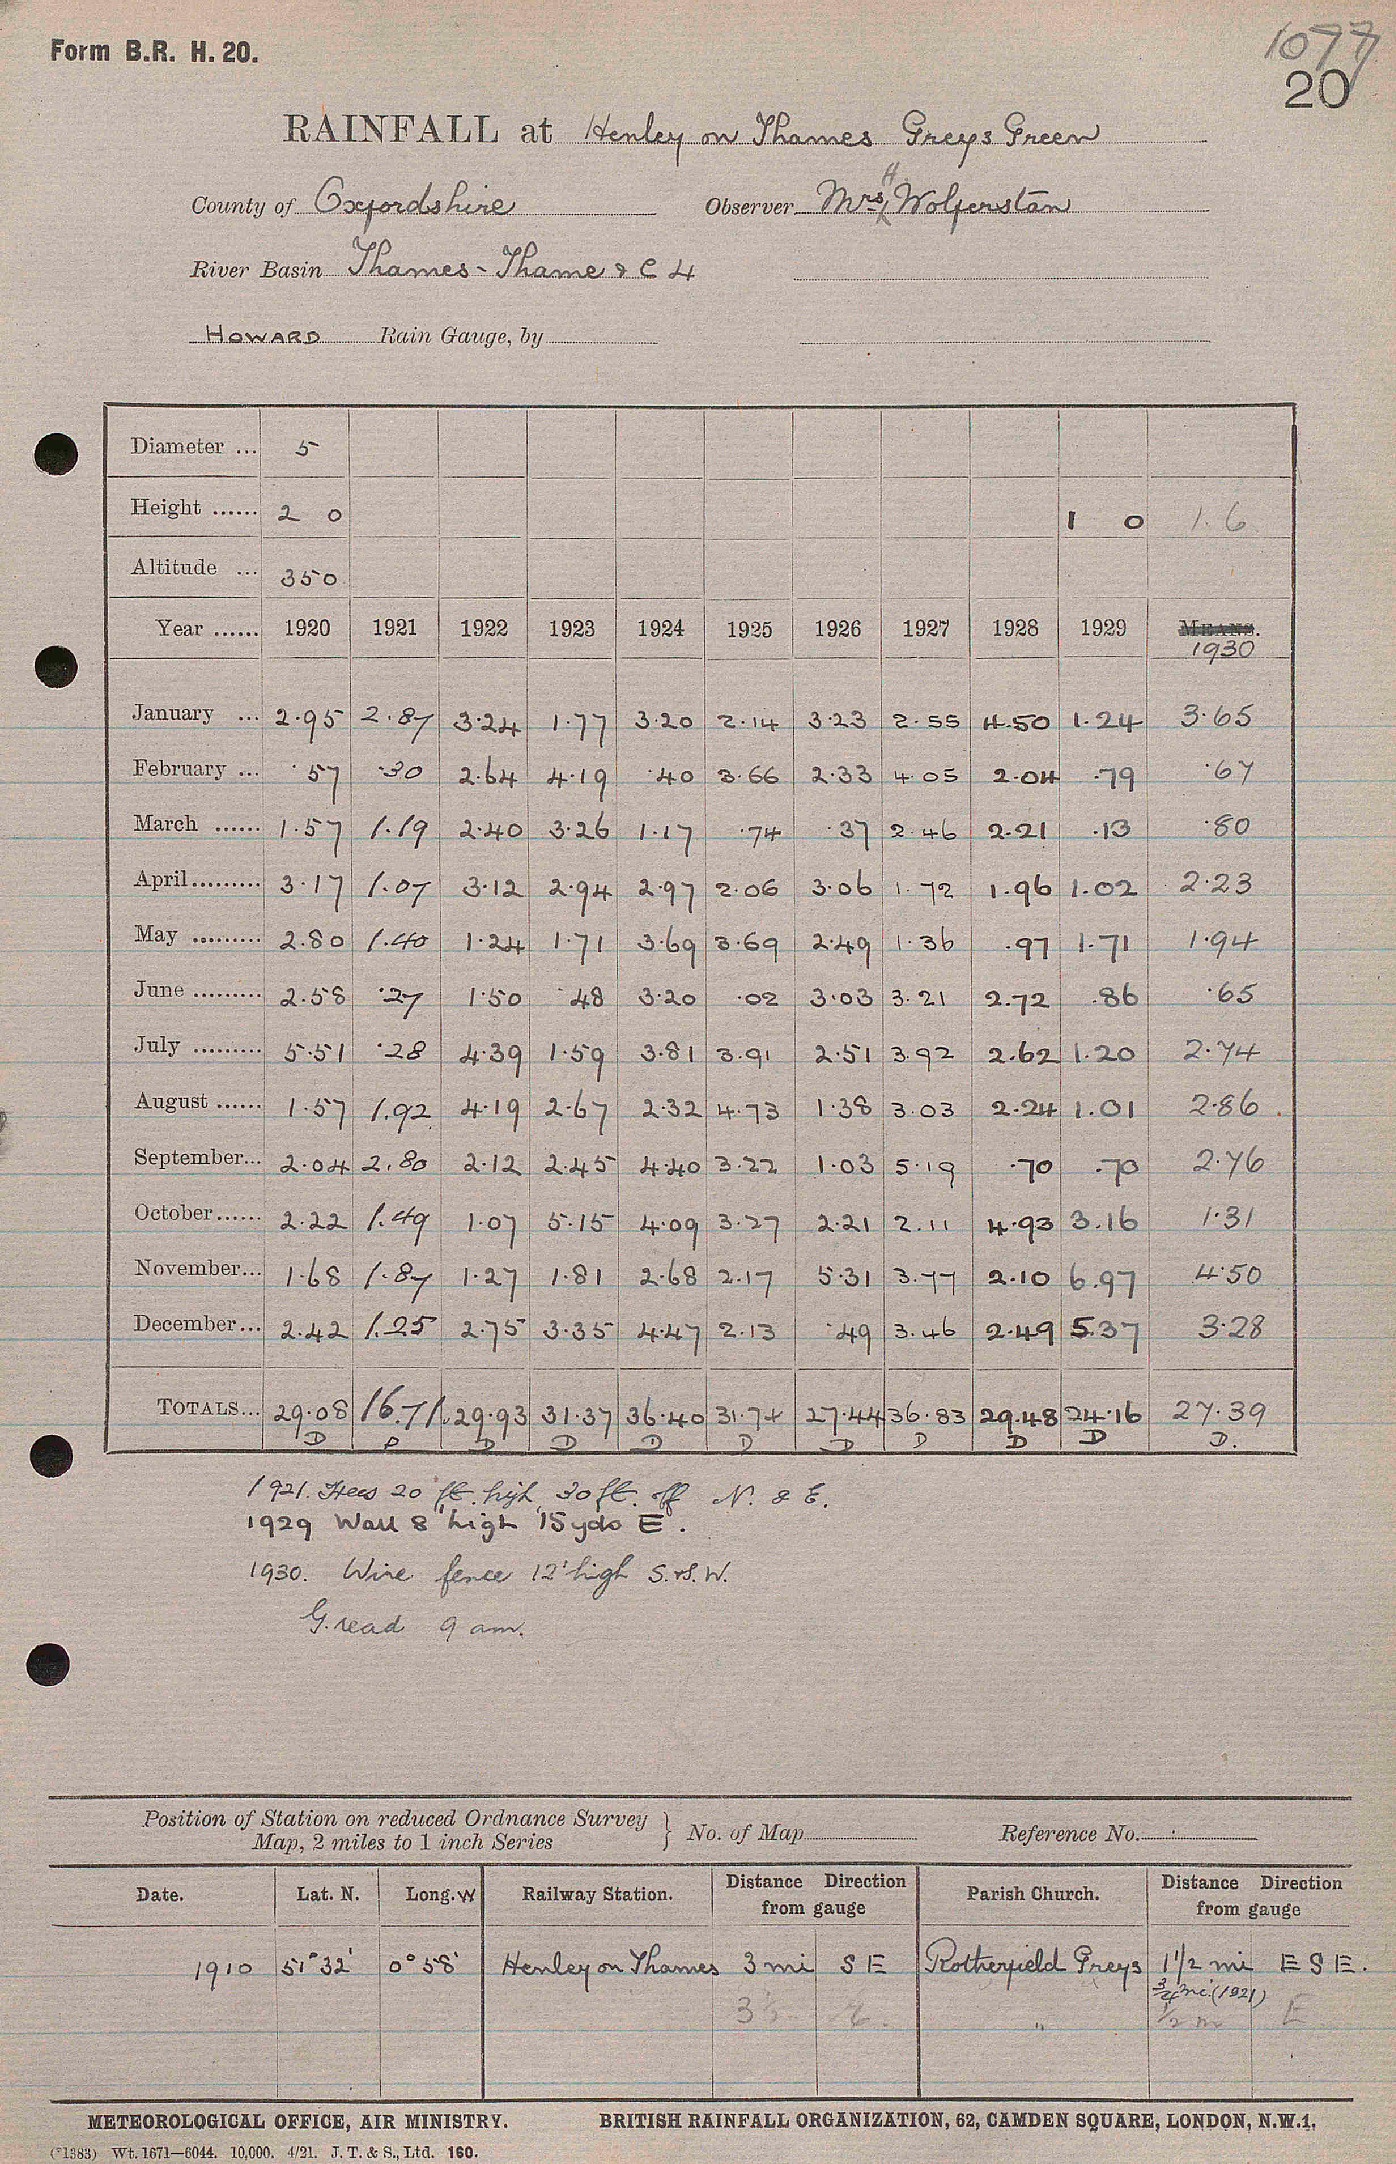 Form B.R. H. 20.
1077
20
RAINFALL at Henley on Thames Greys Green
County of Oxfordshire Observer Mrs H Wolferstan
River Basin Thames - Thame & C 4
HOWARD Rain Gauge, by
Diameter ... 5
Height ...... 2 0 1 0 1.6
Altitude ... 350
Year ...... 1920 1921 1922 1923 1924 1925 1926 1927 1928 1929 MEANS.
1930
January ... 2.95 2.87 3.24 1.77 3.20 2.14 3.23 2.55 4.50 1.24 3.65
February ... .57 .30 2.64 4.19 .40 3.66 2.33 4.05 2.04 .79 .67
March ...... 1.57 1.19 2.40 3.26 1.17 .74 .37 2.46 2.21 .13 .80
April ......... 3.17 1.07 3.12 2.94 2.97 2.06 3.06 1.72 1.96 1.02 2.23
May ......... 2.80 1.40 1.24 1.71 3.69 3.69 2.49 1.36 .97 1.71 1.94
June ......... 2.58 .27 1.50 .48 3.20 .02 3.03 3.21 2.72 .86 .65
July ......... 5.51 .28 4.39 1.59 3.81 3.91 2.51 3.92 2.62 1.20 2.74
August ...... 1.57 1.92 4.19 2.67 2.32 4.73 1.38 3.03 2.24 1.01 2.86
September... 2.04 2.80 2.12 2.45 4.40 3.22 1.03 5.19 .70 .70 2.76
October ...... 2.22 1.49 1.07 5.15 4.09 3.27 2.21 2.11 4.93 3.16 1.31
November... 1.68 1.87 1.27 1.81 2.68 2.17 5.31 3.77 2.10 6.97 4.50
December... 2.42 1.25 2.75 3.35 4.47 2.13 .49 3.46 2.49 5.37 3.28
TOTALS... 29.08 16.71 29.93 31.37 36.40 31.74 27.44 36.83 29.48 24.16 27.39
D D D D D D D D D D D.
1921. Trees 20 ft. high, 30 ft. off N. & E.
1929 Wall 8' high 15 yds E.
1930. Wire fence 12' high S. & S.W.
G. read 9 am.
Position of Station on reduced Ordnance Survey
Map, 2 miles to 1 inch Series } No. of Map Reference No.
Date. Lat. N. Long. W Railway Station. Distance from gauge Direction Parish Church. Distance from gauge Direction
1910 51° 32' 0° 58' Henley on Thames 3 mi S E Rotherfield Greys 1 1/2 mi E S E.
3/4 mi. (1921)
3½ E. " 1/2 m E
METEOROLOGICAL OFFICE, AIR MINISTRY. BRITISH RAINFALL ORGANIZATION, 62, CAMDEN SQUARE, LONDON, N.W.1.
(*1383) Wt. 1671—6044. 10,000. 4/21. J. T. & S., Ltd. 160.